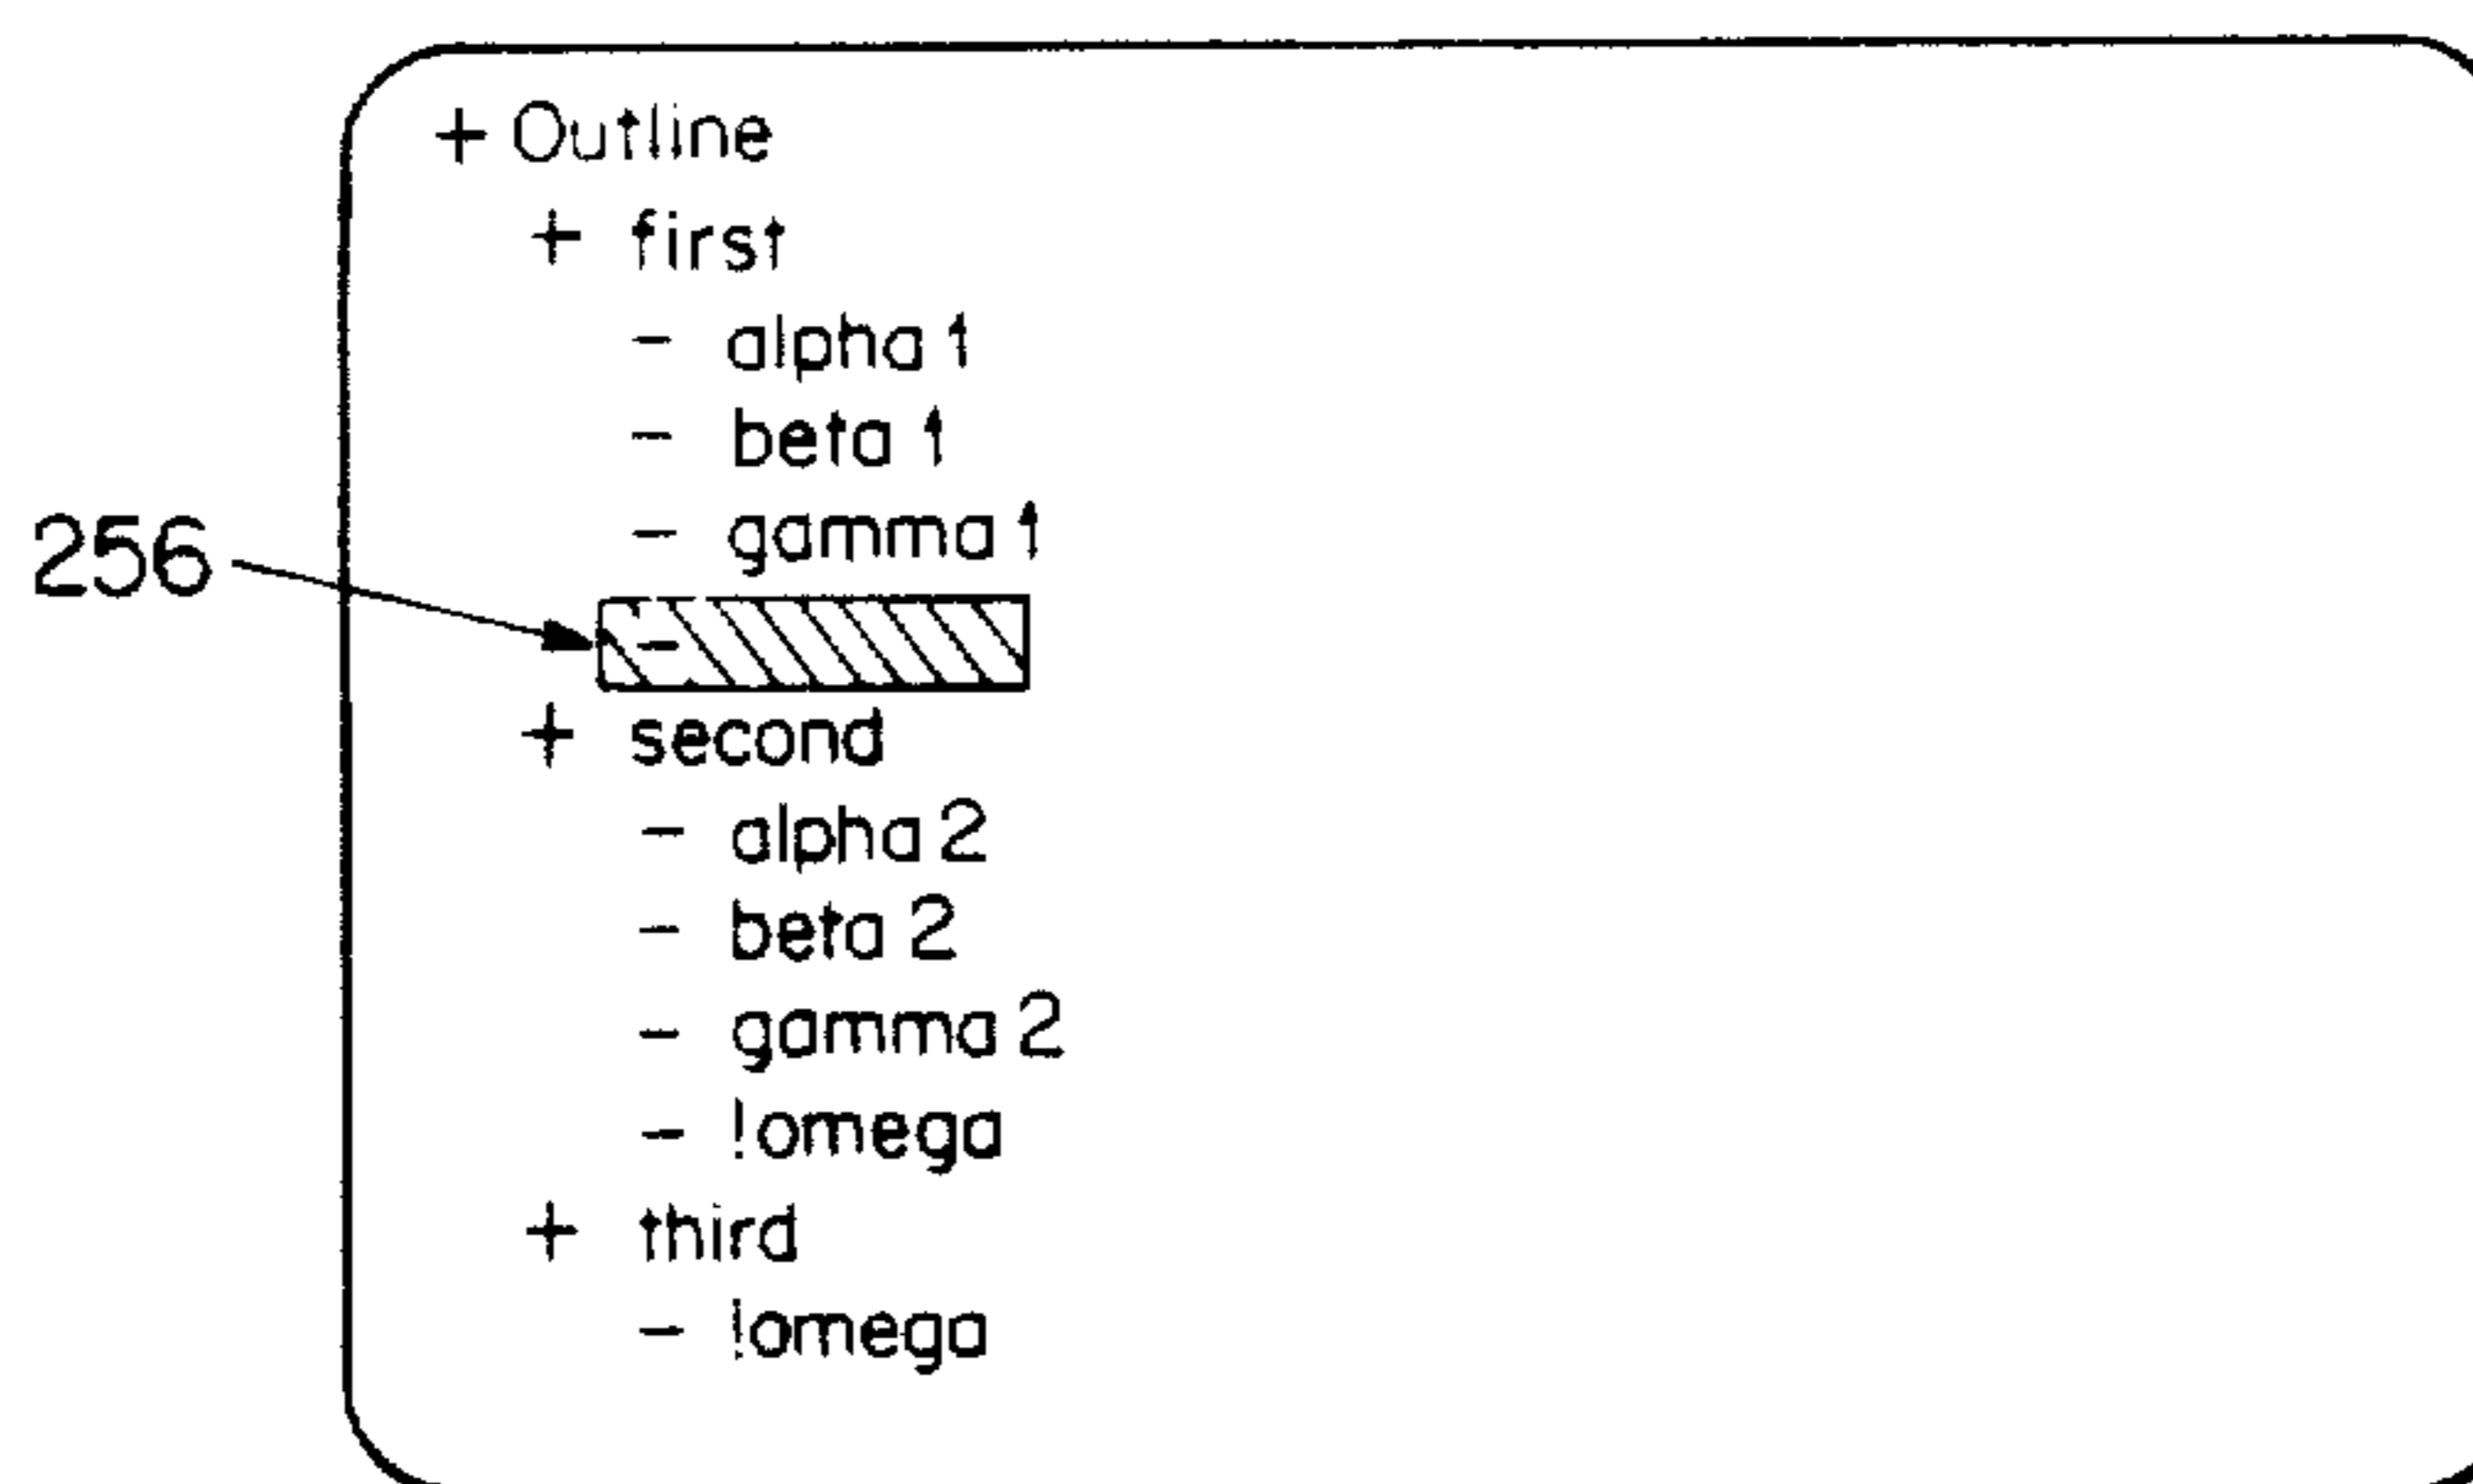 + Outline
+ first
- alpha 1
- beta 1
- gamma 1
256
-
+ second
- alpha 2
- beta 2
- gamma 2
- !omega
+ third
- !omega